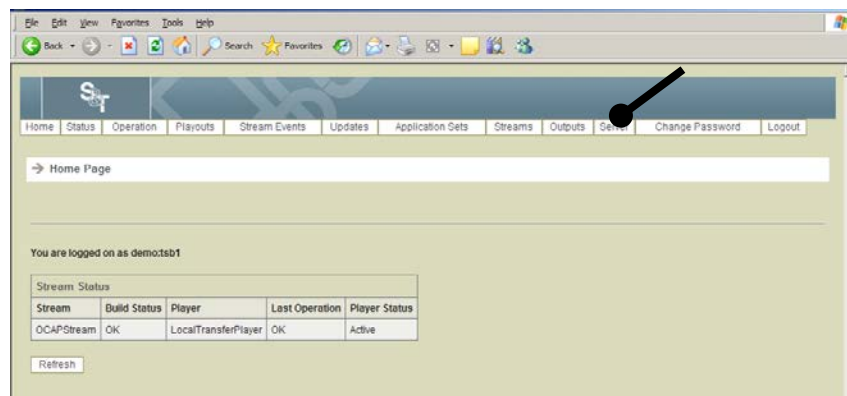 File Edit View Favorites Tools Help
Back Search Favorites
S&T
Home Status Operation Playouts Stream Events Updates Application Sets Streams Outputs Server Change Password Logout
Home Page
You are logged on as demo:tsb1
Stream Status
Stream Build Status Player Last Operation Player Status
OCAPStream OK LocalTransferPlayer OK Active
Refresh